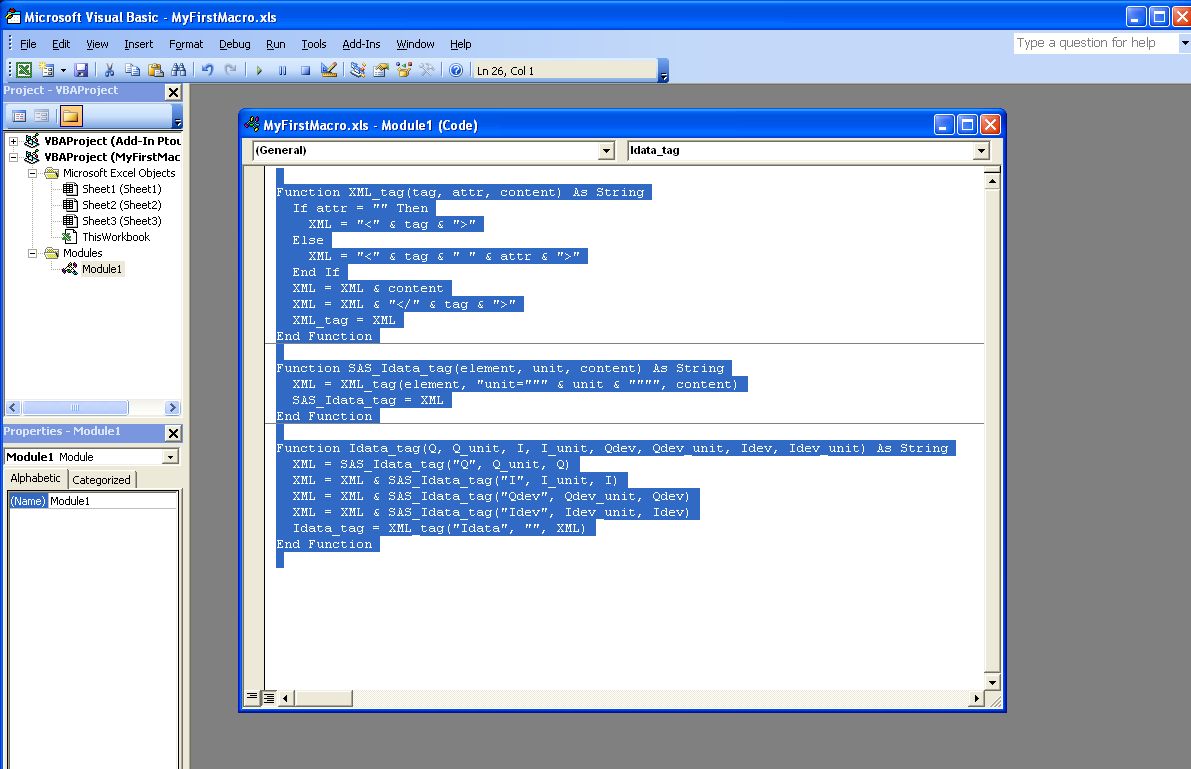 Microsoft Visual Basic - MyFirstMacro.xls
File Edit View Insert Format Debug Run Tools Add-Ins Window Help
Type a question for help
Ln 26, Col 1
Project - VBAProject
VBAProject (Add-In Ptou
VBAProject (MyFirstMac
Microsoft Excel Objects
Sheet1 (Sheet1)
Sheet2 (Sheet2)
Sheet3 (Sheet3)
ThisWorkbook
Modules
Module1
Properties - Module1
Module1 Module
Alphabetic Categorized
(Name) Module1
MyFirstMacro.xls - Module1 (Code)
(General) Idata_tag
Function XML_tag(tag, attr, content) As String
If attr = "" Then
XML = "<" & tag & ">"
Else
XML = "<" & tag & " " & attr & ">"
End If
XML = XML & content
XML = XML & "</" & tag & ">"
XML_tag = XML
End Function
Function SAS_Idata_tag(element, unit, content) As String
XML = XML_tag(element, "unit=""" & unit & """", content)
SAS_Idata_tag = XML
End Function
Function Idata_tag(Q, Q_unit, I, I_unit, Qdev, Qdev_unit, Idev, Idev_unit) As String
XML = SAS_Idata_tag("Q", Q_unit, Q)
XML = XML & SAS_Idata_tag("I", I_unit, I)
XML = XML & SAS_Idata_tag("Qdev", Qdev_unit, Qdev)
XML = XML & SAS_Idata_tag("Idev", Idev_unit, Idev)
Idata_tag = XML_tag("Idata", "", XML)
End Function